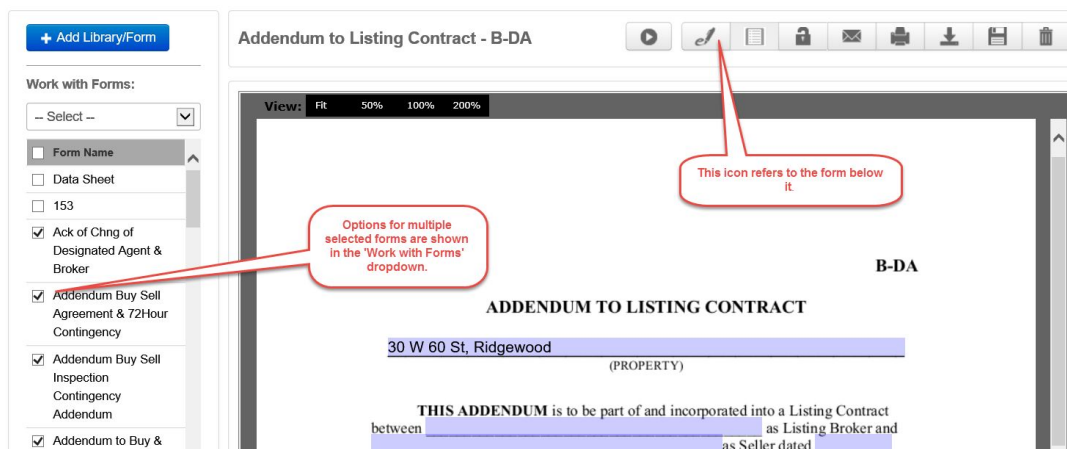 + Add Library/Form
Addendum to Listing Contract - B-DA
Work with Forms:
-- Select --
Form Name
Data Sheet
153
Ack of Chng of
Designated Agent &
Broker
Addendum Buy Sell
Agreement & 72Hour
Contingency
Addendum Buy Sell
Inspection
Contingency
Addendum
Addendum to Buy &
View: Fit 50% 100% 200%
This icon refers to the form below
it.
Options for multiple
selected forms are shown
in the 'Work with Forms'
dropdown.
B-DA
ADDENDUM TO LISTING CONTRACT
30 W 60 St, Ridgewood
(PROPERTY)
THIS ADDENDUM is to be part of and incorporated into a Listing Contract
between as Listing Broker and
as Seller dated